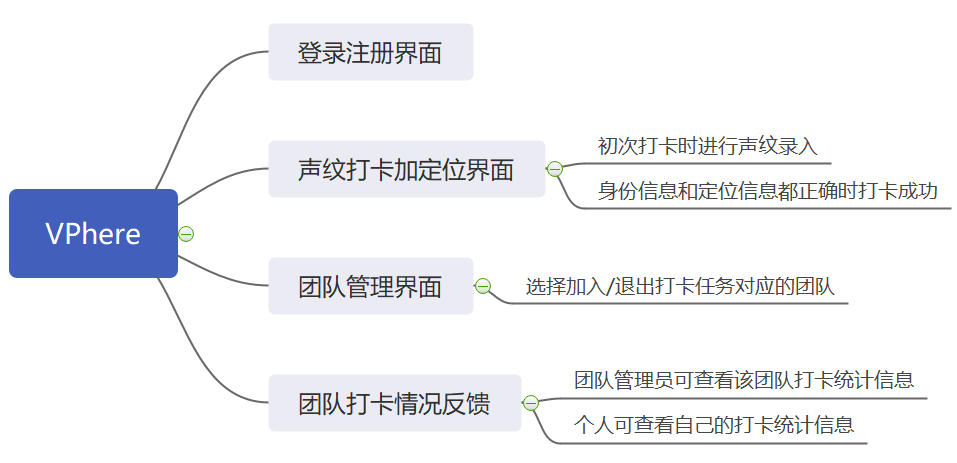 VPhere
登录注册界面
声纹打卡加定位界面
初次打卡时进行声纹录入
身份信息和定位信息都正确时打卡成功
团队管理界面
选择加入/退出打卡任务对应的团队
团队打卡情况反馈
团队管理员可查看该团队打卡统计信息
个人可查看自己的打卡统计信息